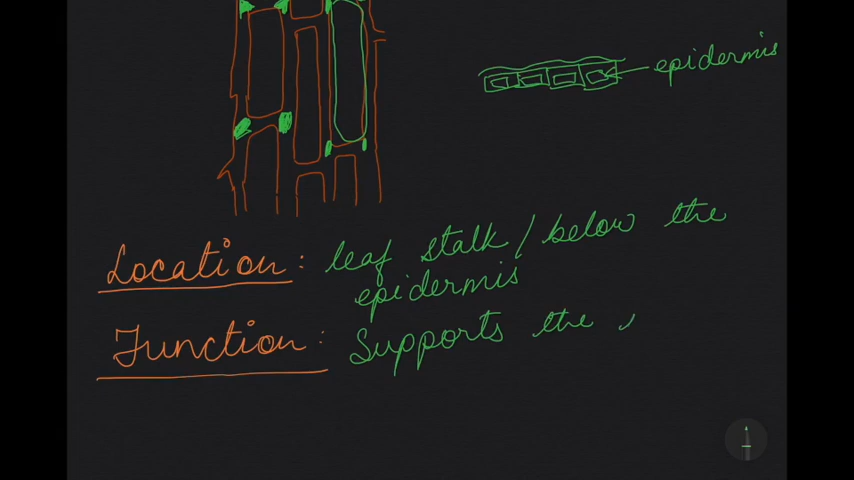 epidermis
Location: leaf stalk / below the
epidermis
Function: Supports the